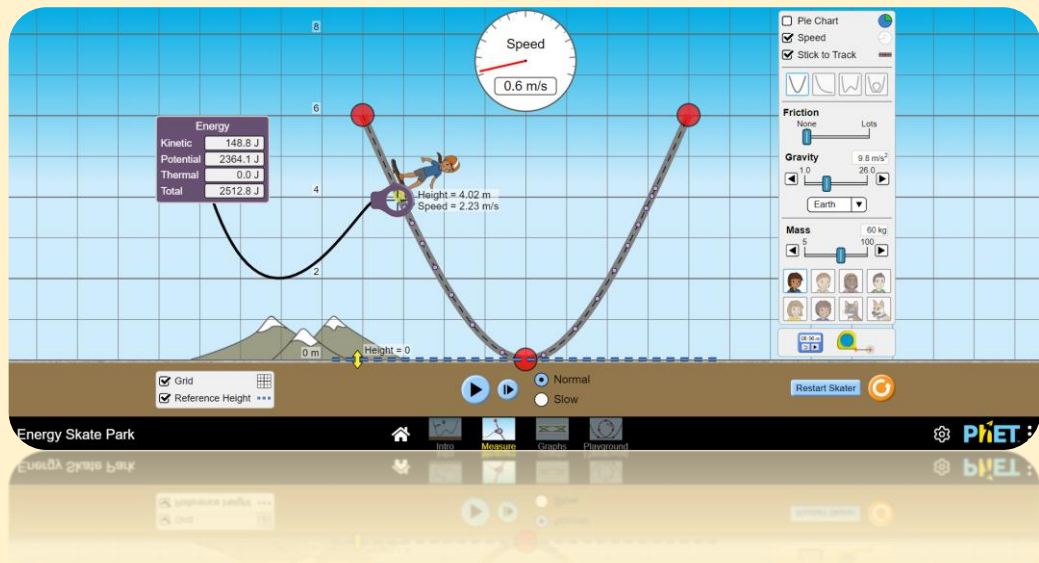 8
6
4
2
0 m
Energy
Kinetic 148.8 J
Potential 2364.1 J
Thermal 0.0 J
Total 2512.8 J
Speed
0.6 m/s
Height = 4.02 m
Speed = 2.23 m/s
Height = 0
Pie Chart
Speed
Stick to Track
Friction
None Lots
Gravity 9.8 m/s²
1.0 26.0
Earth
Mass 60 kg
5 100
Grid
Reference Height
Normal
Slow
Restart Skater
Energy Skate Park
Intro
Measure
Graphs
Playground
PhET